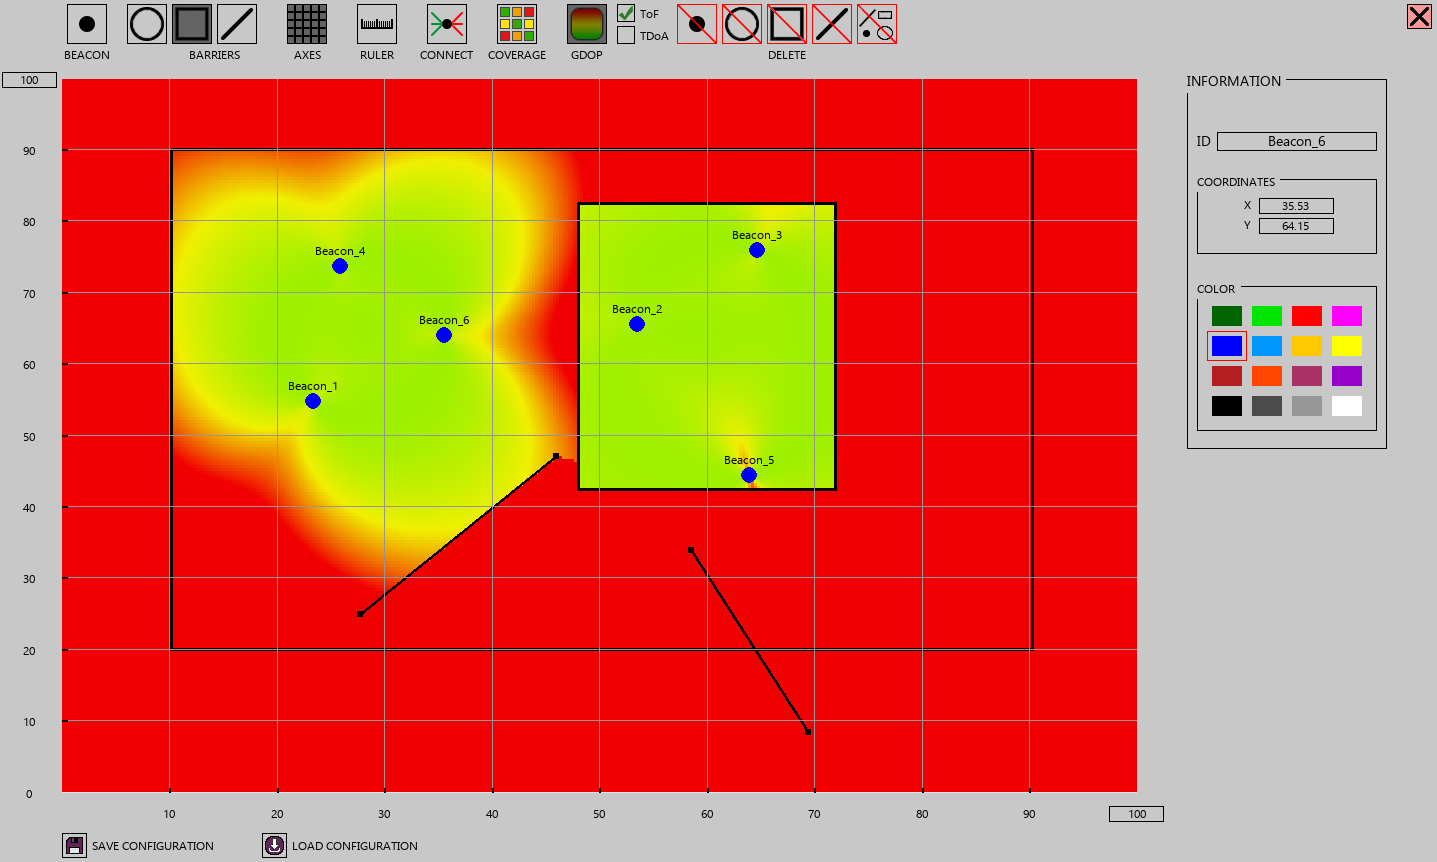 ToF
TDoA
BEACON
BARRIERS
AXES
RULER
CONNECT
COVERAGE
GDOP
DELETE
100
90
80
70
60
50
40
30
20
10
0
Beacon_3
Beacon_4
Beacon_2
Beacon_6
Beacon_1
Beacon_5
10
20
30
40
50
60
70
80
90
100
INFORMATION
ID Beacon_6
COORDINATES
X 35.53
Y 64.15
COLOR
SAVE CONFIGURATION
LOAD CONFIGURATION